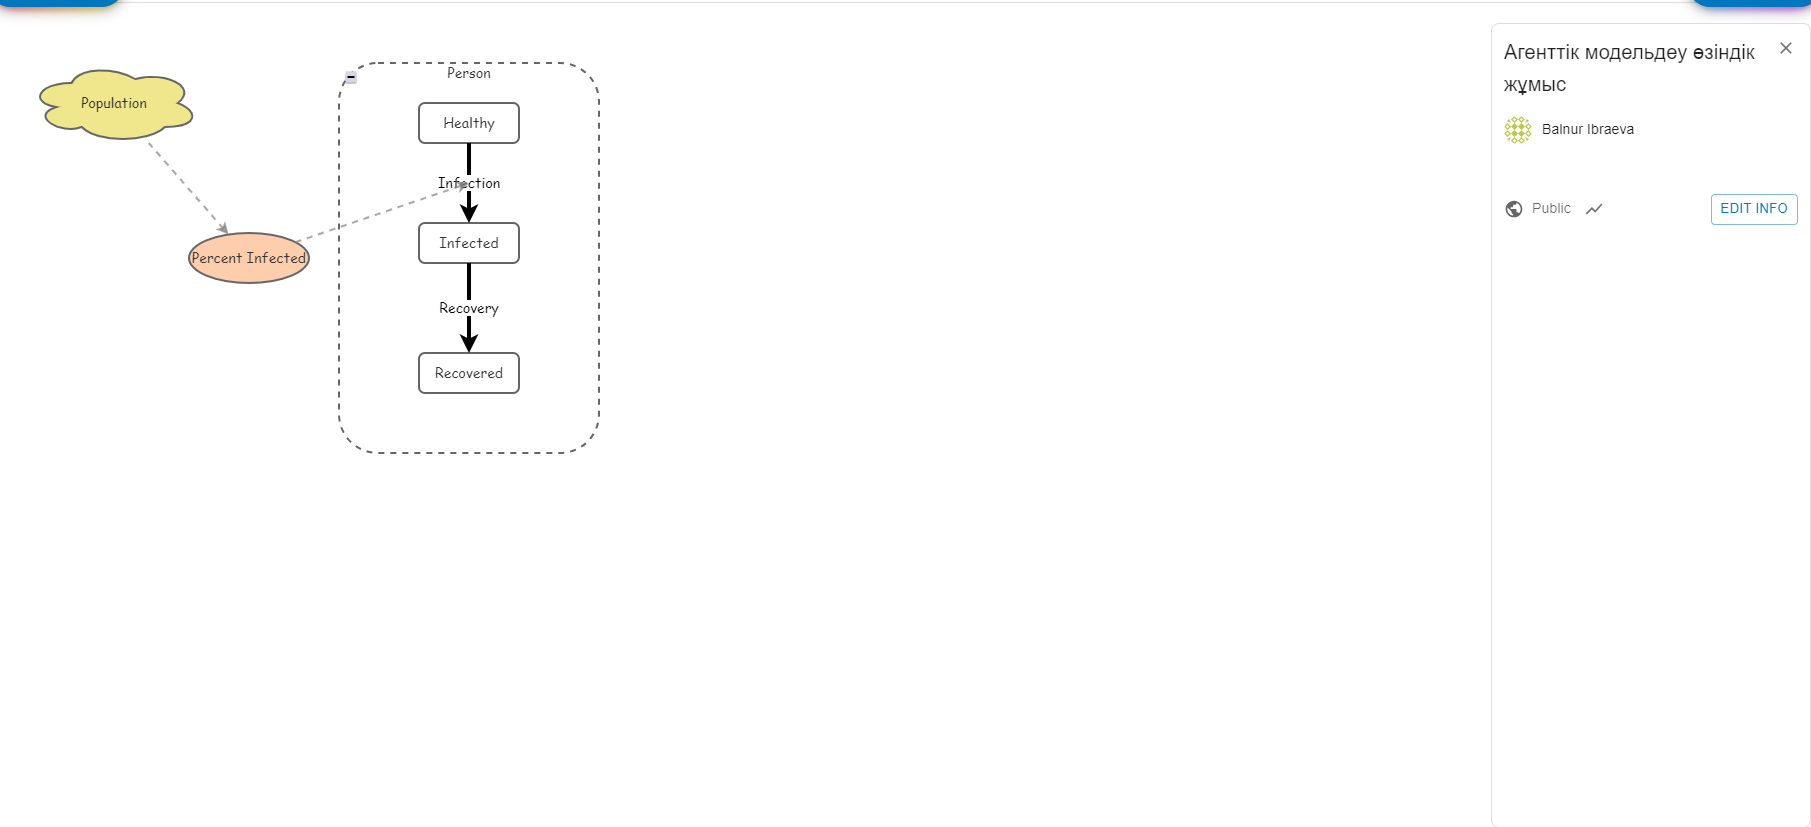 Population
Percent Infected
Person
Healthy
Infection
Infected
Recovery
Recovered
Агенттік модельдеу өзіндік
жұмыс
Balnur Ibraeva
Public
EDIT INFO